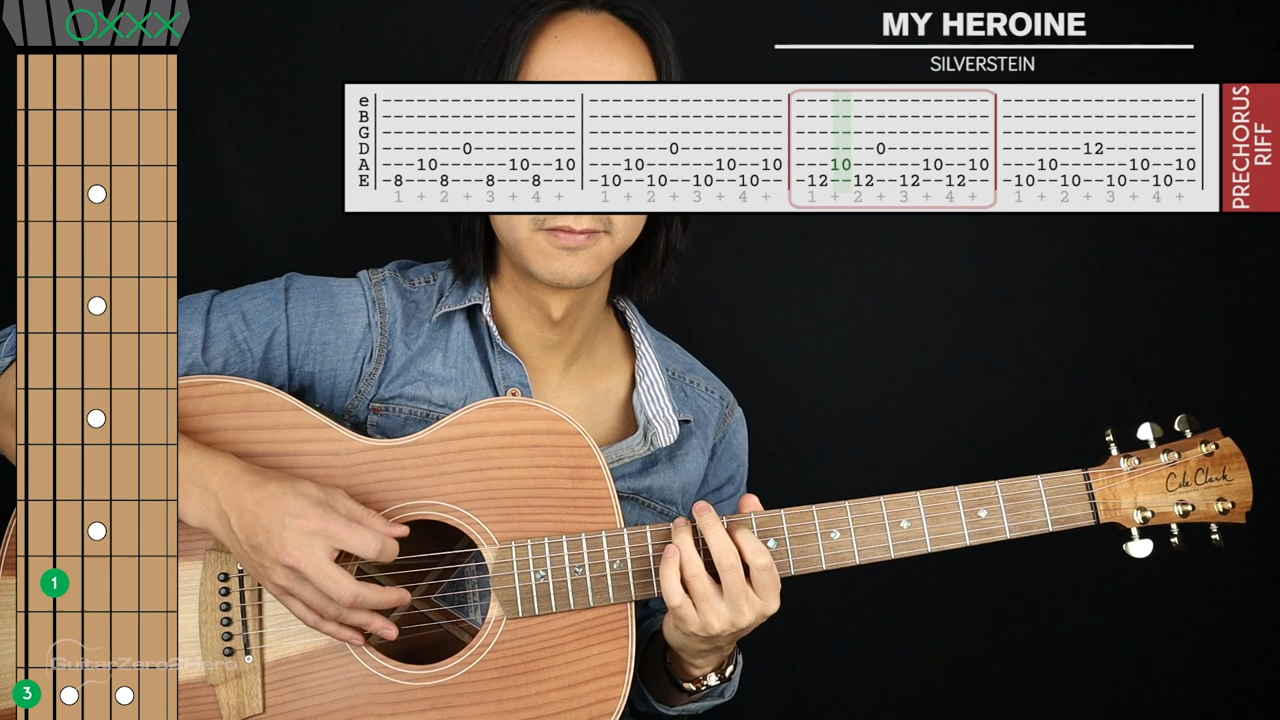 OXXX
MY HEROINE
SILVERSTEIN
e|---------------------|---------------------|---------------------|---------------------|
B|---------------------|---------------------|---------------------|---------------------|
G|---------------------|---------------------|---------------------|---------------------|
D|--------0------------|--------0------------|--------0------------|--------12-----------|
A|---10--------10--10|---10--------10--10|---10--------10--10|---10--------10--10|
E|-8---8---8---8---|-10--10--10--10---|-12--12--12--12---|-10--10--10--10---|
1 + 2 + 3 + 4 + 1 + 2 + 3 + 4 + 1 + 2 + 3 + 4 + 1 + 2 + 3 + 4 +
PRECHORUS
RIFF
Cole Clark
1
GuitarZero2Hero
3